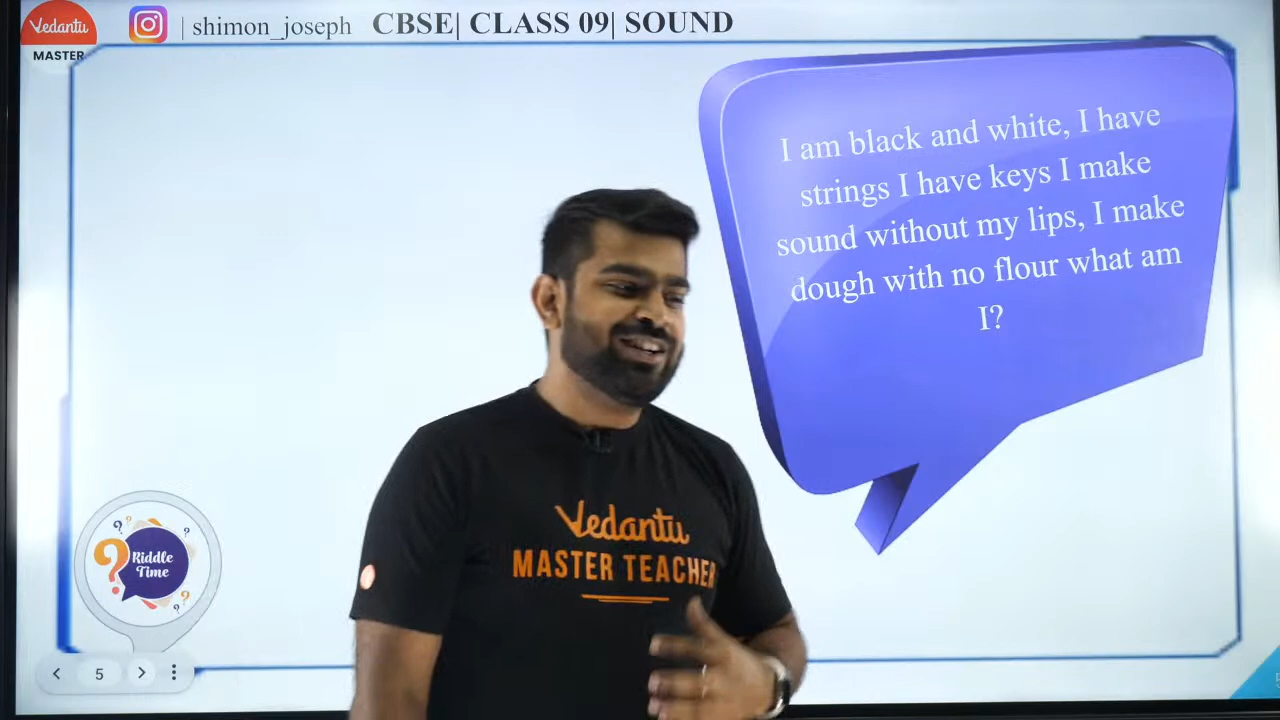 Vedantu
MASTER
| shimon_joseph
CBSE| CLASS 09| SOUND
I am black and white, I have
strings I have keys I make
sound without my lips, I make
dough with no flour what am
I?
Vedantu
MASTER TEACHER
Riddle
Time
5